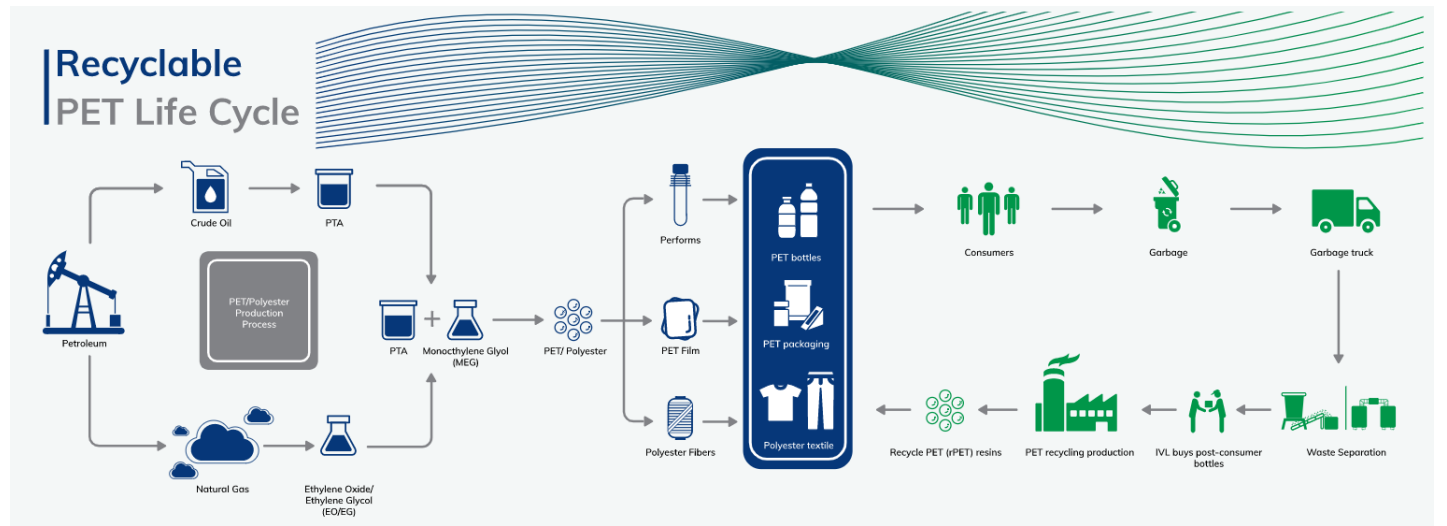 Recyclable
PET Life Cycle
Crude Oil
PTA
PET/Polyester
Production
Process
Petroleum
PTA
+
Monocthylene Glyol
(MEG)
Natural Gas
Ethylene Oxide/
Ethylene Glycol
(EO/EG)
PET/ Polyester
Performs
PET Film
Polyester Fibers
PET bottles
PET packaging
Polyester textile
Consumers
Garbage
Garbage truck
Waste Separation
IVL buys post-consumer
bottles
PET recycling production
Recycle PET (rPET) resins